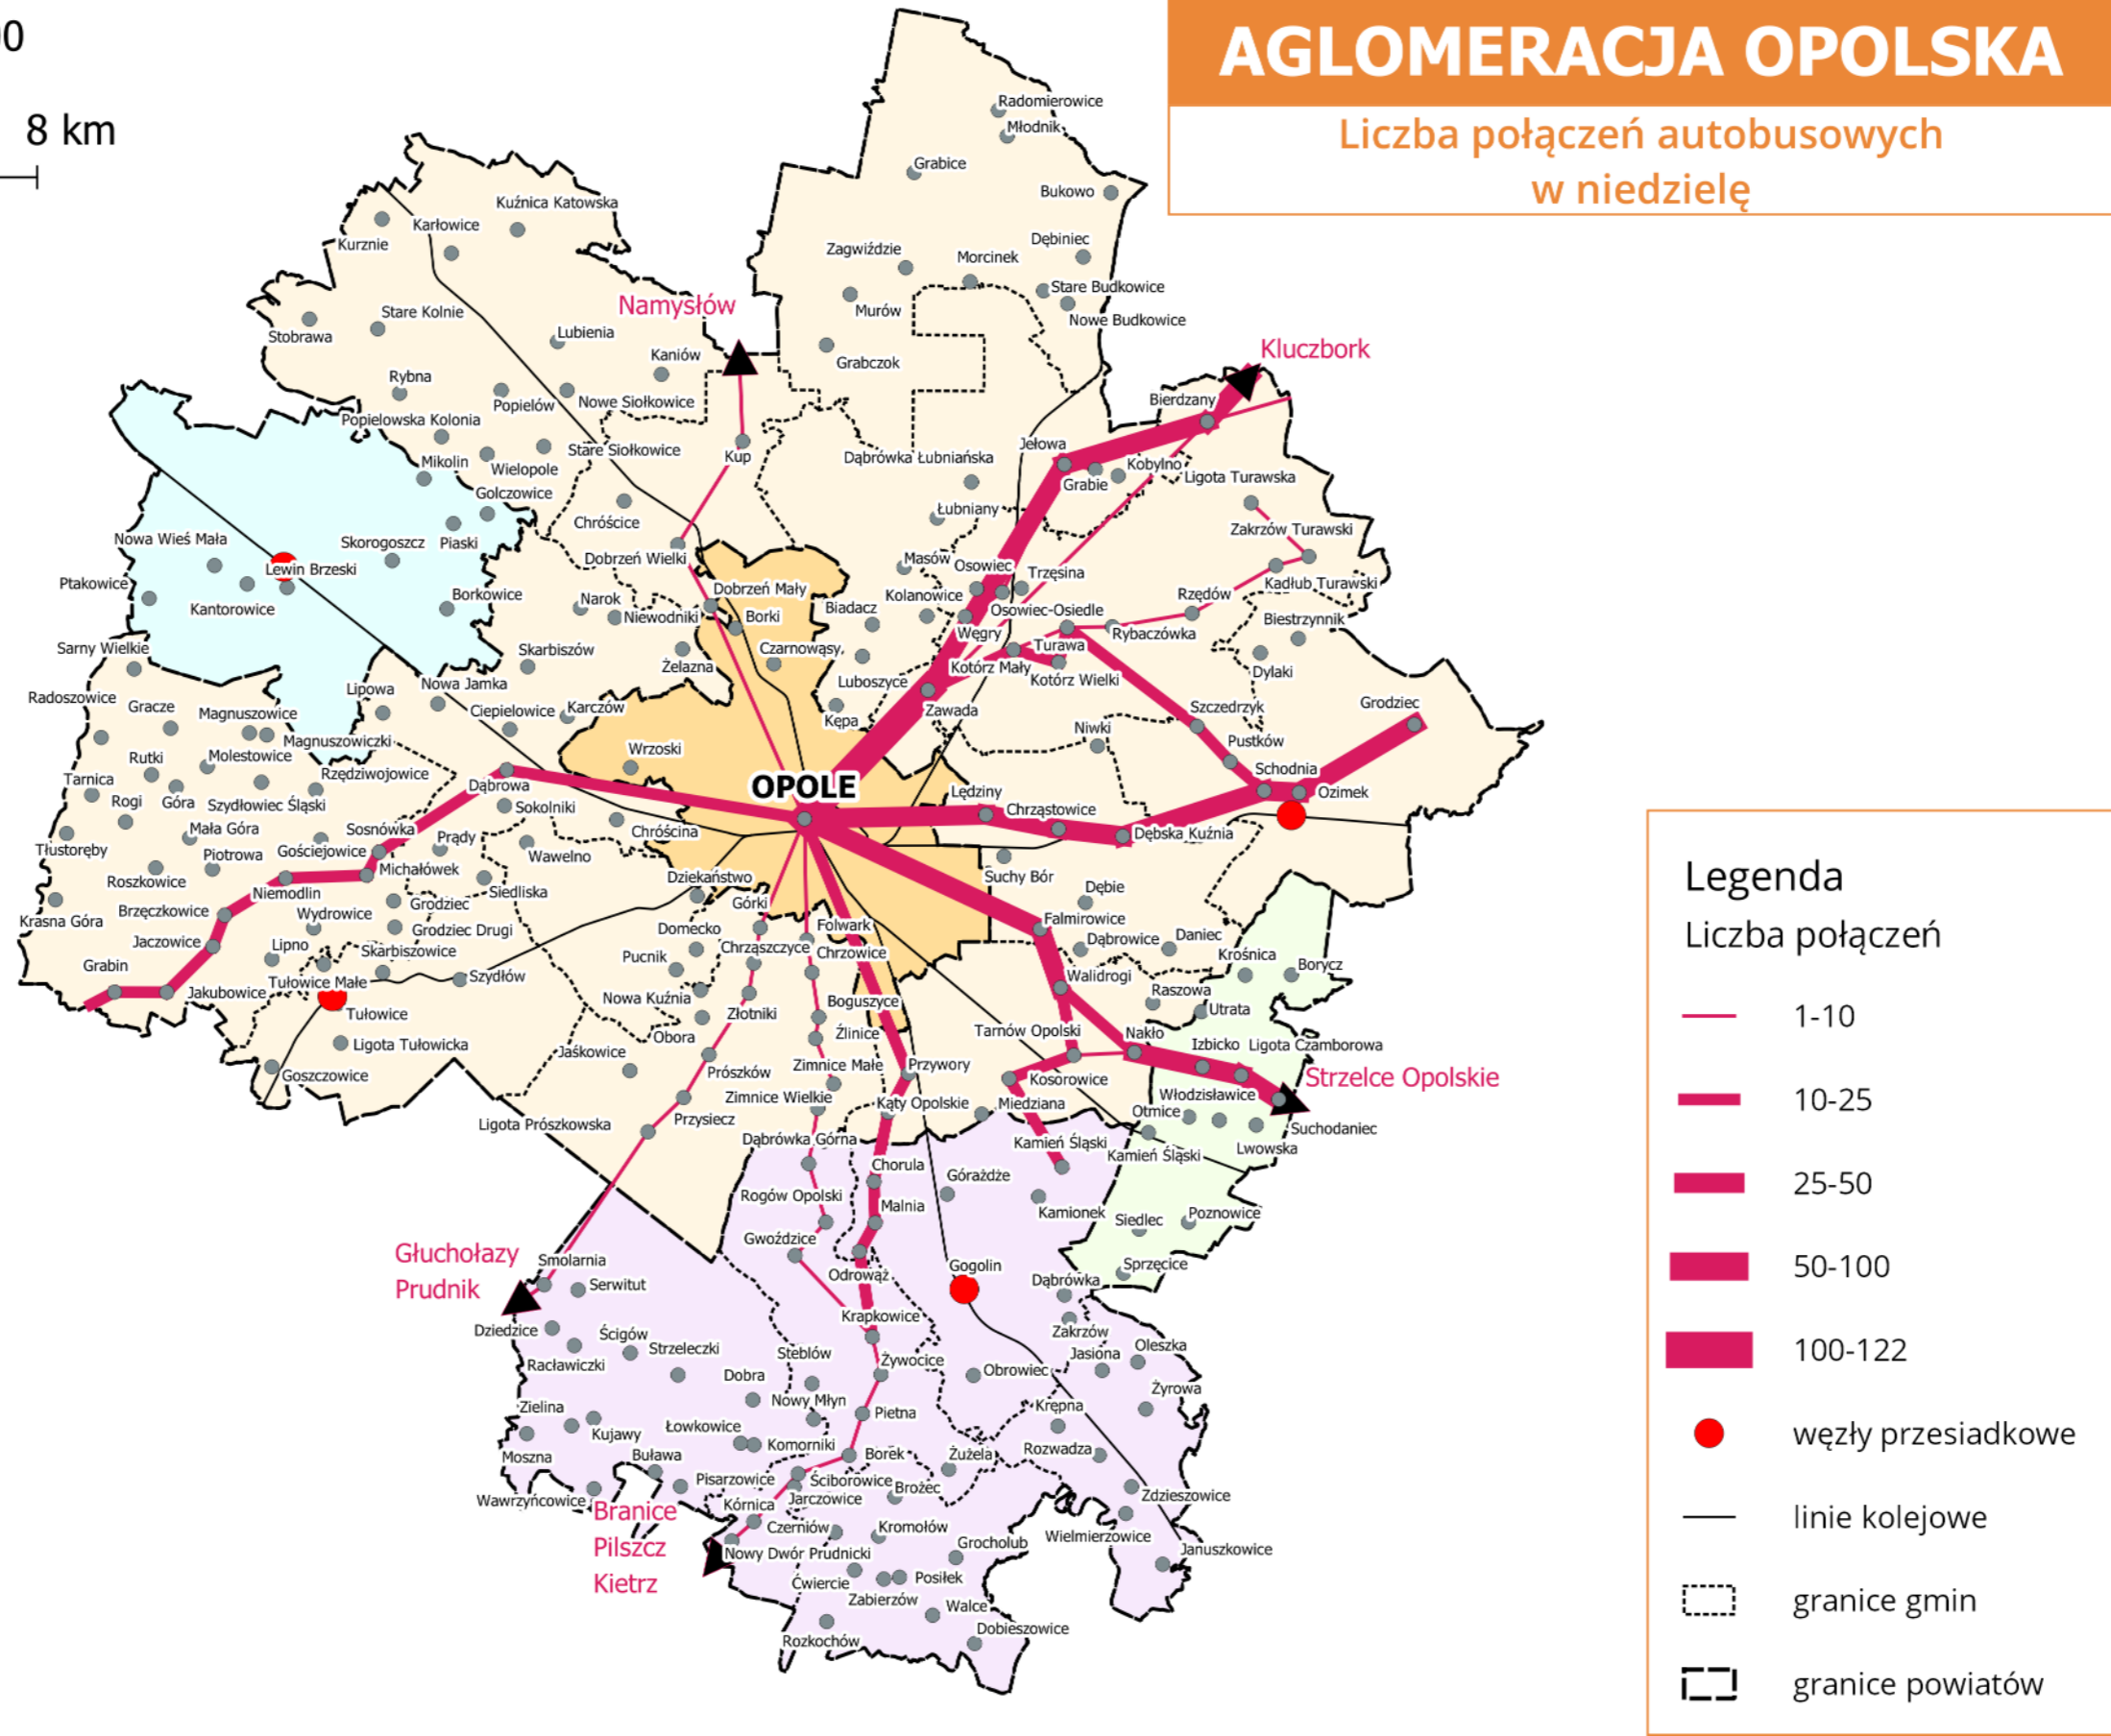 00
8 km
AGLOMERACJA OPOLSKA
Liczba połączeń autobusowych
w niedzielę
Radomierowice
Młodnik
Grabice
Bukowo
Kuźnica Katowska
Karłowice
Kurznie
Dębiniec
Zagwiździe
Morcinek
Stare Budkowice
Namysłów
Murów
Nowe Budkowice
Stare Kolnie
Stobrawa
Lubienia
Kaniów
Grabczok
Kluczbork
Rybna
Popielów
Nowe Siołkowice
Bierdzany
Popielowska Kolonia
Stare Siołkowice
Kup
Dąbrówka Łubniańska
Jełowa
Mikolin
Wielopole
Kobylno
Grabie
Ligota Turawska
Golczowice
Chróścice
Łubniany
Zakrzów Turawski
Nowa Wieś Mała
Skorogoszcz
Piaski
Dobrzeń Wielki
Masów
Osowiec
Trzęsina
Lewin Brzeski
Ptakowice
Kantorowice
Borkowice
Narok
Niewodniki
Dobrzeń Mały
Borki
Biadacz
Kolanowice
Osowiec-Osiedle
Rzędów
Kadłub Turawski
Biestrzynnik
Węgry
Turawa
Rybaczówka
Sarny Wielkie
Skarbiszów
Żelazna
Czarnowąsy
Kotórz Mały
Kotórz Wielki
Dylaki
Radoszowice
Gracze
Magnuszowice
Lipowa
Nowa Jamka
Luboszyce
Ciepielowice
Karczów
Kępa
Zawada
Szczedrzyk
Grodziec
Magnuszowiczki
Niwki
Pustków
Rutki
Molestowice
Wrzoski
Tarnica
Rzędziwojowice
Dąbrowa
OPOLE
Schodnia
Ozimek
Rogi
Góra
Szydłowiec Śląski
Sokolniki
Lędziny
Chrząstowice
Mała Góra
Sosnówka
Prądy
Chróścina
Dębska Kuźnia
Tłustoręby
Piotrowa
Gościejowice
Wawelno
Roszkowice
Michałówek
Dziekaństwo
Suchy Bór
Niemodlin
Siedliska
Dębie
Krasna Góra
Brzęczkowice
Wydrowice
Grodziec
Górki
Falmirowice
Jaczowice
Grodziec Drugi
Domecko
Folwark
Lipno
Skarbiszowice
Chrząszczyce
Chrzowice
Dąbrowice
Daniec
Grabin
Pucnik
Krośnica
Borycz
Tułowice Małe
Szydłów
Walidrogi
Jakubowice
Nowa Kuźnia
Boguszyce
Raszowa
Tułowice
Złotniki
Utrata
Obora
Źlinice
Tarnów Opolski
Nakło
Izbicko
Ligota Czamborowa
Ligota Tułowicka
Jaśkowice
Zimnice Małe
Przywory
Goszczowice
Prószków
Kosorowice
Strzelce Opolskie
Zimnice Wielkie
Kąty Opolskie
Miedziana
Włodzisławice
Otmice
Ligota Prószkowska
Przysiecz
Suchodaniec
Dąbrówka Górna
Kamień Śląski
Kamień Śląski
Lwowska
Chorula
Górażdże
Rogów Opolski
Malnia
Kamionek
Siedlec
Poznowice
Gwoździce
Głuchołazy
Prudnik
Smolarnia
Serwitut
Odrowąż
Gogolin
Dąbrówka
Sprzęcice
Krapkowice
Dziedzice
Ścigów
Strzeleczki
Zakrzów
Racławiczki
Steblów
Żywocice
Jasiona
Oleszka
Dobra
Obrowiec
Nowy Młyn
Żyrowa
Zielina
Pietna
Krępna
Kujawy
Łowkowice
Komorniki
Moszna
Buława
Borek
Żużela
Rozwadza
Pisarzowice
Ściborowice
Wawrzyńcowice
Jarczowice
Brożec
Zdzieszowice
Branice
Pilszcz
Kietrz
Kórnica
Czerniów
Kromołów
Wielmierzowice
Nowy Dwór Prudnicki
Grocholub
Januszkowice
Ćwiercie
Posiłek
Zabierzów
Walce
Rozkochów
Dobieszowice
Legenda
Liczba połączeń
1-10
10-25
25-50
50-100
100-122
węzły przesiadkowe
linie kolejowe
granice gmin
granice powiatów